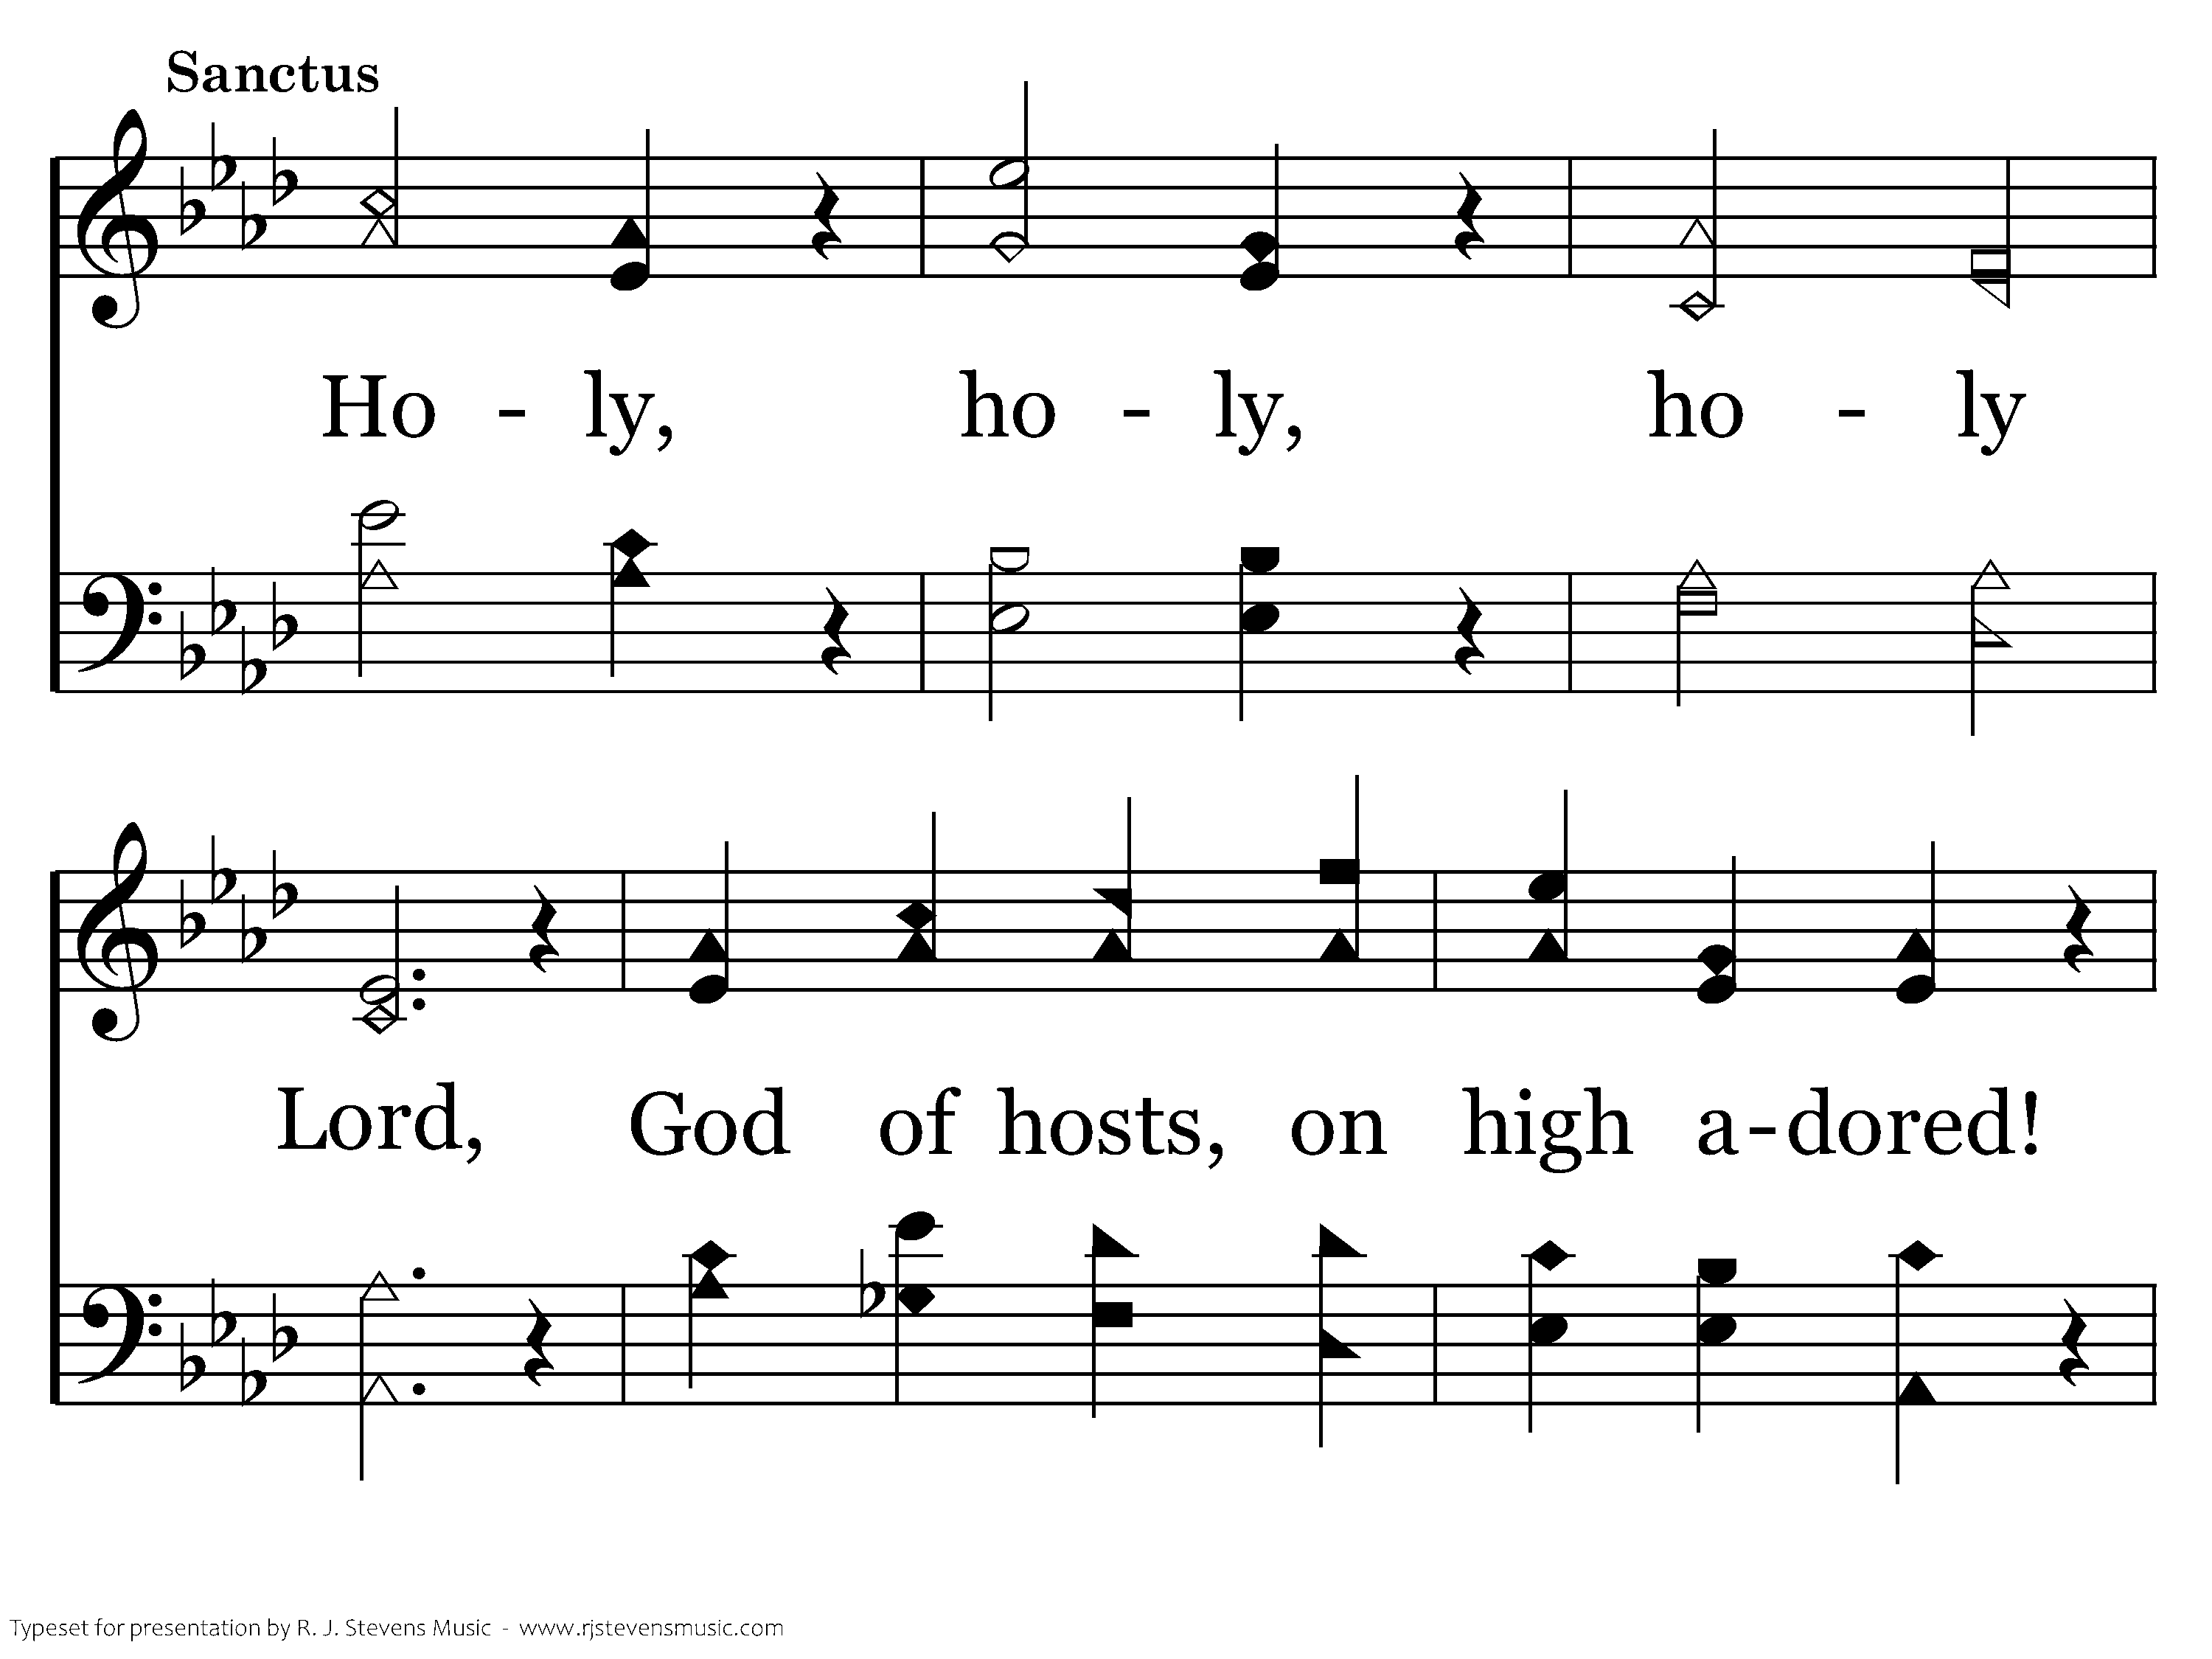 Sanctus
Ho - ly, ho - ly, ho - ly
Lord, God of hosts, on high a-dored!
Typeset for presentation by R. J. Stevens Music - www.rjstevensmusic.com